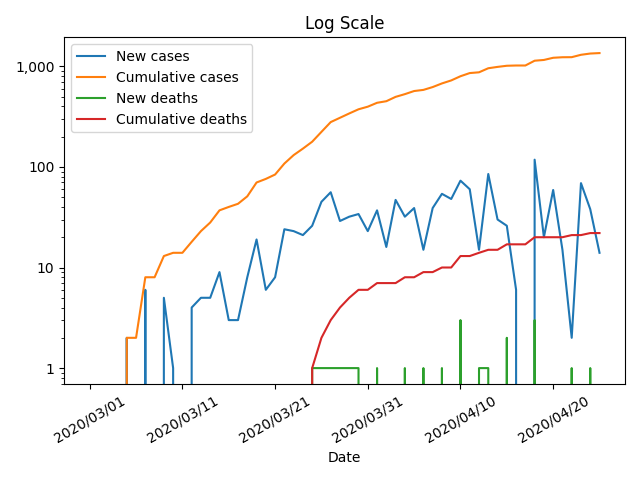 Log Scale
New cases
Cumulative cases
New deaths
Cumulative deaths
1,000
100
10
1
2020/03/01
2020/03/11
2020/03/21
2020/03/31
2020/04/10
2020/04/20
Date